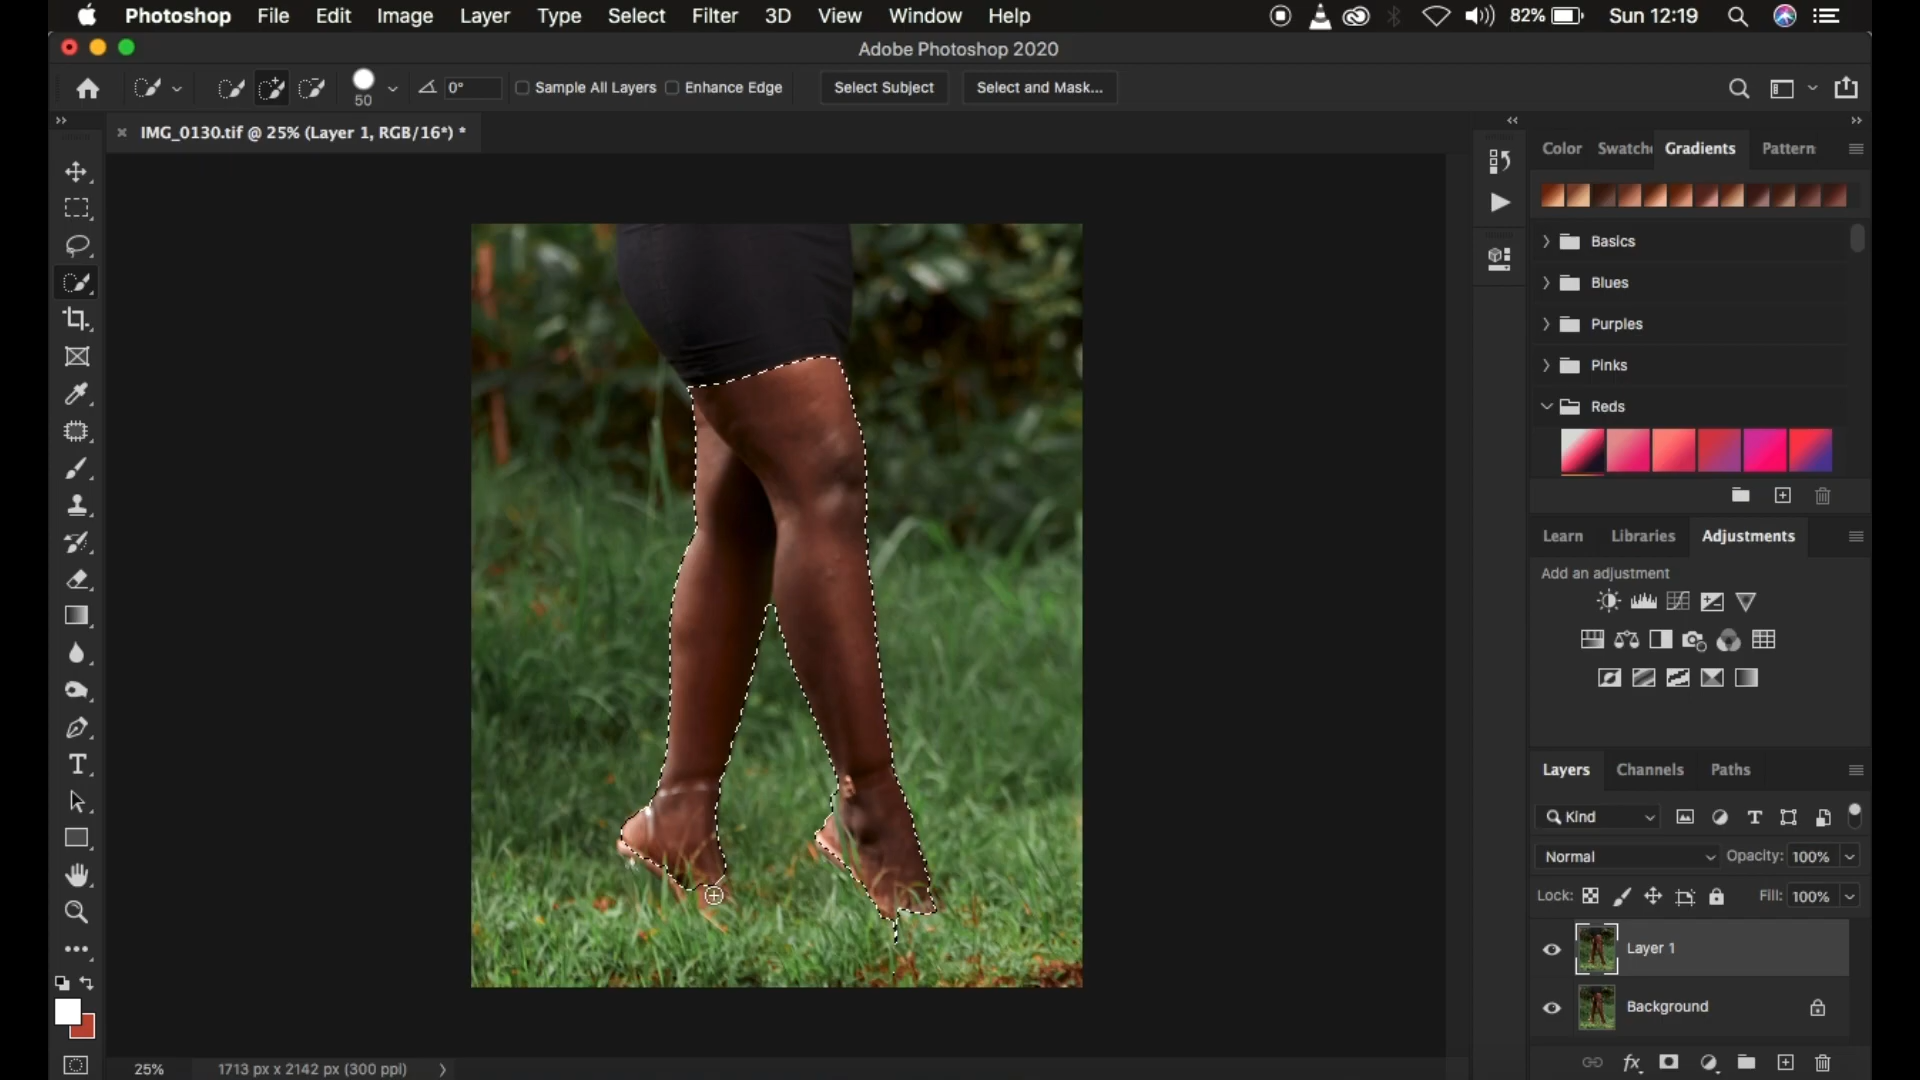 Photoshop File Edit Image Layer Type Select Filter 3D View Window Help 82% Sun 12:19
Adobe Photoshop 2020
50 0° Sample All Layers Enhance Edge Select Subject Select and Mask...
IMG_0130.tif @ 25% (Layer 1, RGB/16*) *
Color Swatche Gradients Pattern
Basics
Blues
Purples
Pinks
Reds
Learn Libraries Adjustments
Add an adjustment
Layers Channels Paths
Kind
Normal Opacity: 100%
Lock: Fill: 100%
Layer 1
Background
25% 1713 px x 2142 px (300 ppi)
fx